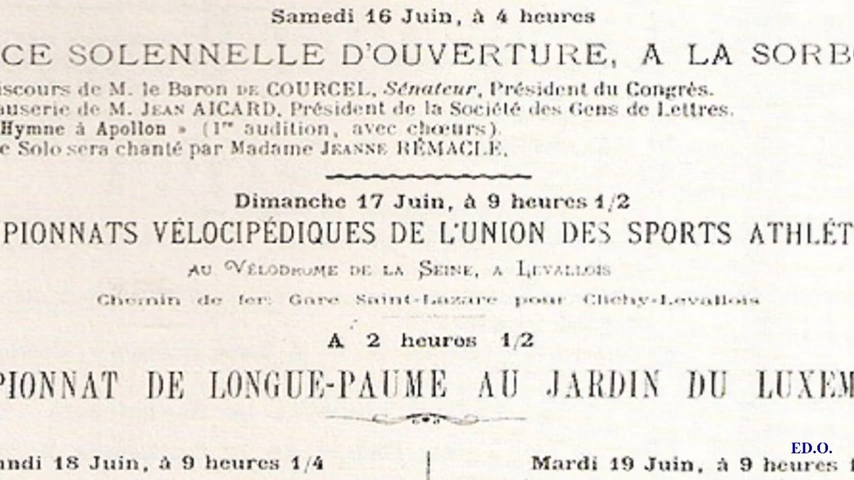 Samedi 16 Juin, à 4 heures
CE SOLENNELLE D'OUVERTURE, A LA SORB
iscours de M. le Baron DE COURCEL, Sénateur, Président du Congrès.
auserie de M. JEAN AICARD, Président de la Société des Gens de Lettres.
Hymne à Apollon » (1re audition, avec chœurs).
e Solo sera chanté par Madame JEANNE RÉMACLE.
Dimanche 17 Juin, à 9 heures 1/2
PIONNATS VÉLOCIPÉDIQUES DE L'UNION DES SPORTS ATHLÉT
AU VÉLODROME DE LA SEINE, A LEVALLOIS
Chemin de fer: Gare Saint-Lazare pour Clichy-Levallois
A 2 heures 1/2
PIONNAT DE LONGUE-PAUME AU JARDIN DU LUXEM
ndi 18 Juin, à 9 heures 1/4
Mardi 19 Juin, à 9 heures 1
ED.O.